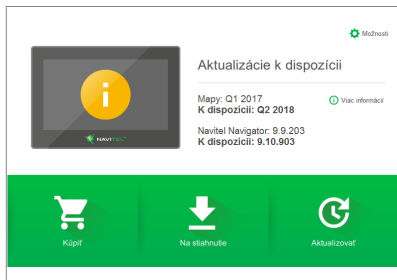 Možnosti
Aktualizácie k dispozícii
Mapy: Q1 2017
K dispozícii: Q2 2018
Viac informácií
Navitel Navigator: 9.9.203
K dispozícii: 9.10.903
NAVITEL
Kúpiť
Na stiahnutie
Aktualizovať